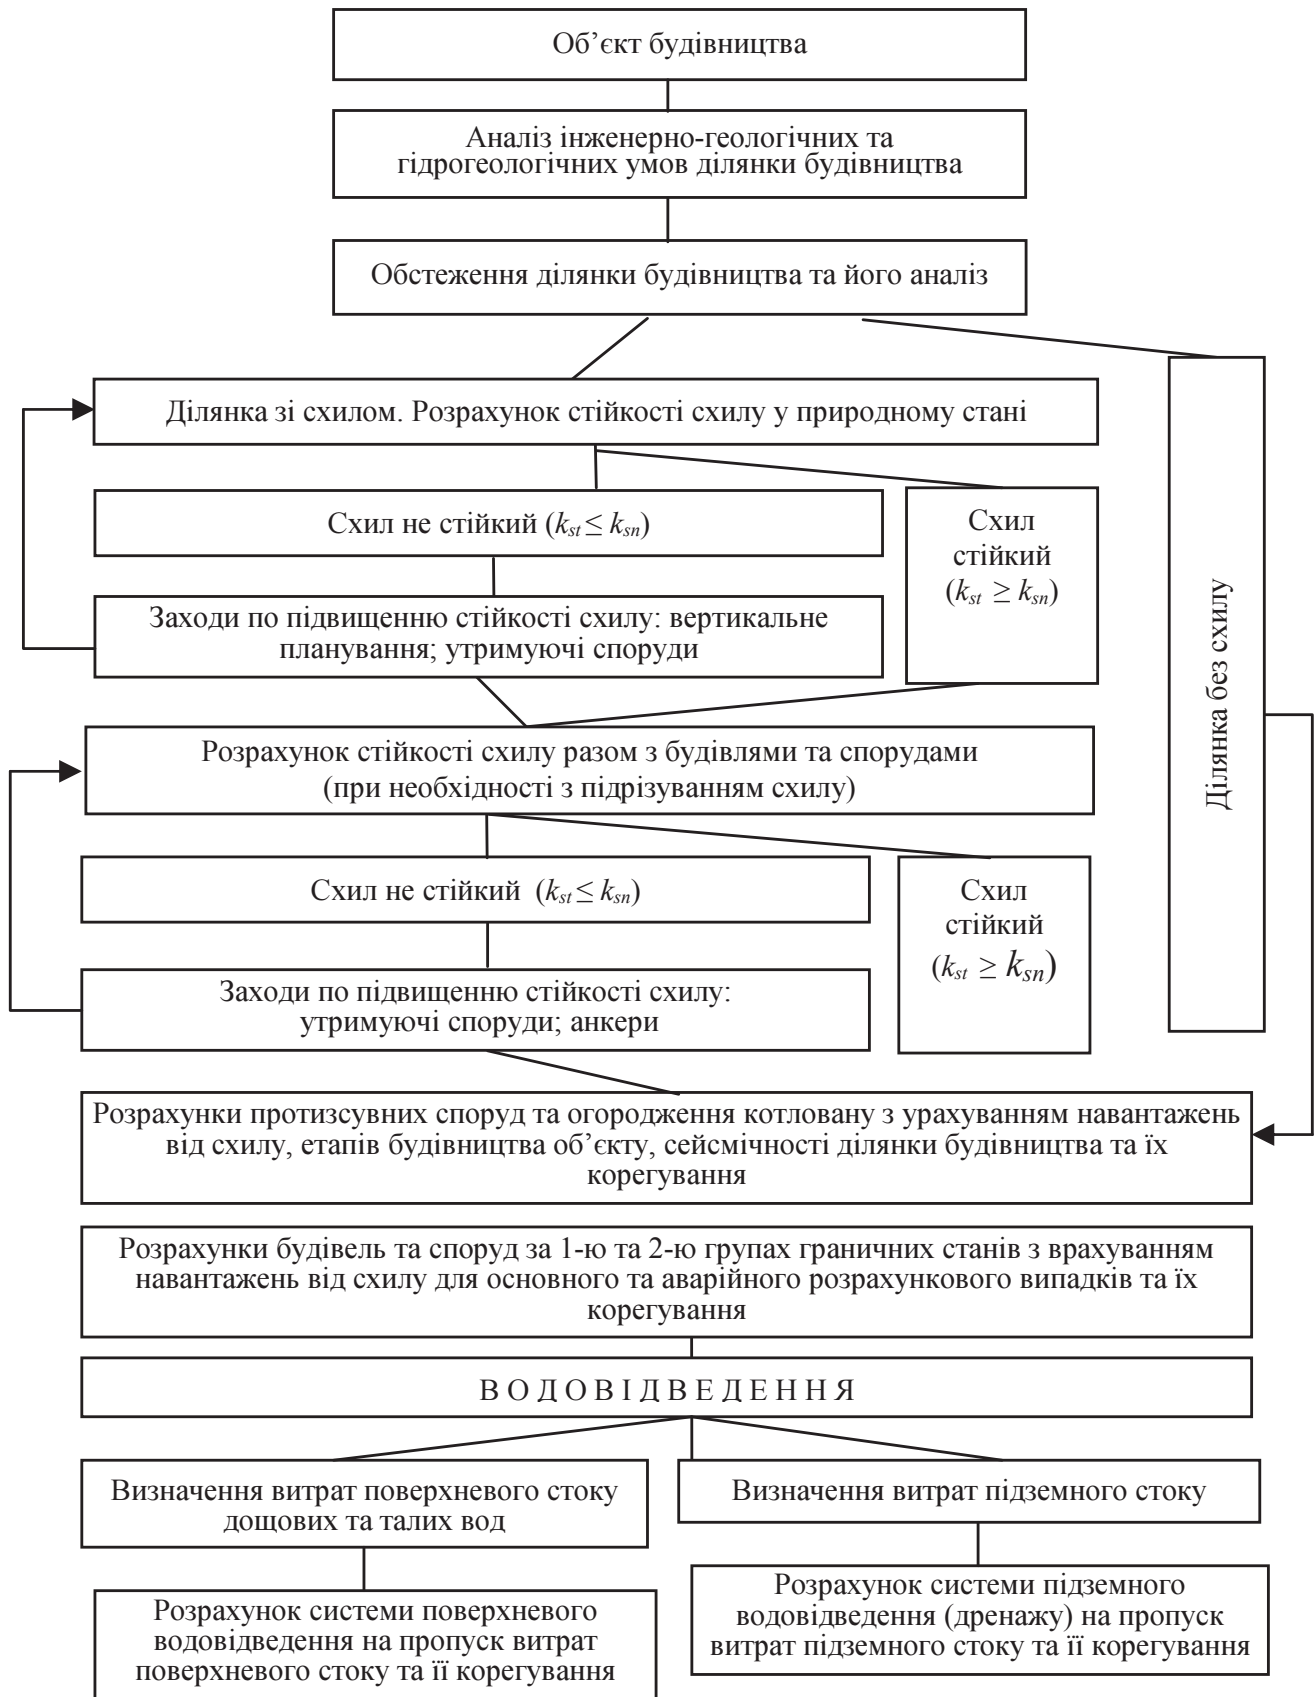 Об’єкт будівництва
Аналіз інженерно-геологічних та
гідрогеологічних умов ділянки будівництва
Обстеження ділянки будівництва та його аналіз
Ділянка зі схилом. Розрахунок стійкості схилу у природному стані
Схил не стійкий (kst ≤ ksn)
Схил
стійкий
(kst ≥ ksn)
Заходи по підвищенню стійкості схилу: вертикальне
планування; утримуючі споруди
Ділянка без схилу
Розрахунок стійкості схилу разом з будівлями та спорудами
(при необхідності з підрізуванням схилу)
Схил не стійкий (kst ≤ ksn)
Схил
стійкий
(kst ≥ ksn)
Заходи по підвищенню стійкості схилу:
утримуючі споруди; анкери
Розрахунки протизсувних споруд та огородження котловану з урахуванням навантажень
від схилу, етапів будівництва об’єкту, сейсмічності ділянки будівництва та їх
корегування
Розрахунки будівель та споруд за 1-ю та 2-ю групах граничних станів з врахуванням
навантажень від схилу для основного та аварійного розрахункового випадків та їх
корегування
В О Д О В І Д В Е Д Е Н Н Я
Визначення витрат поверхневого стоку
дощових та талих вод
Визначення витрат підземного стоку
Розрахунок системи поверхневого
водовідведення на пропуск витрат
поверхневого стоку та її корегування
Розрахунок системи підземного
водовідведення (дренажу) на пропуск
витрат підземного стоку та її корегування